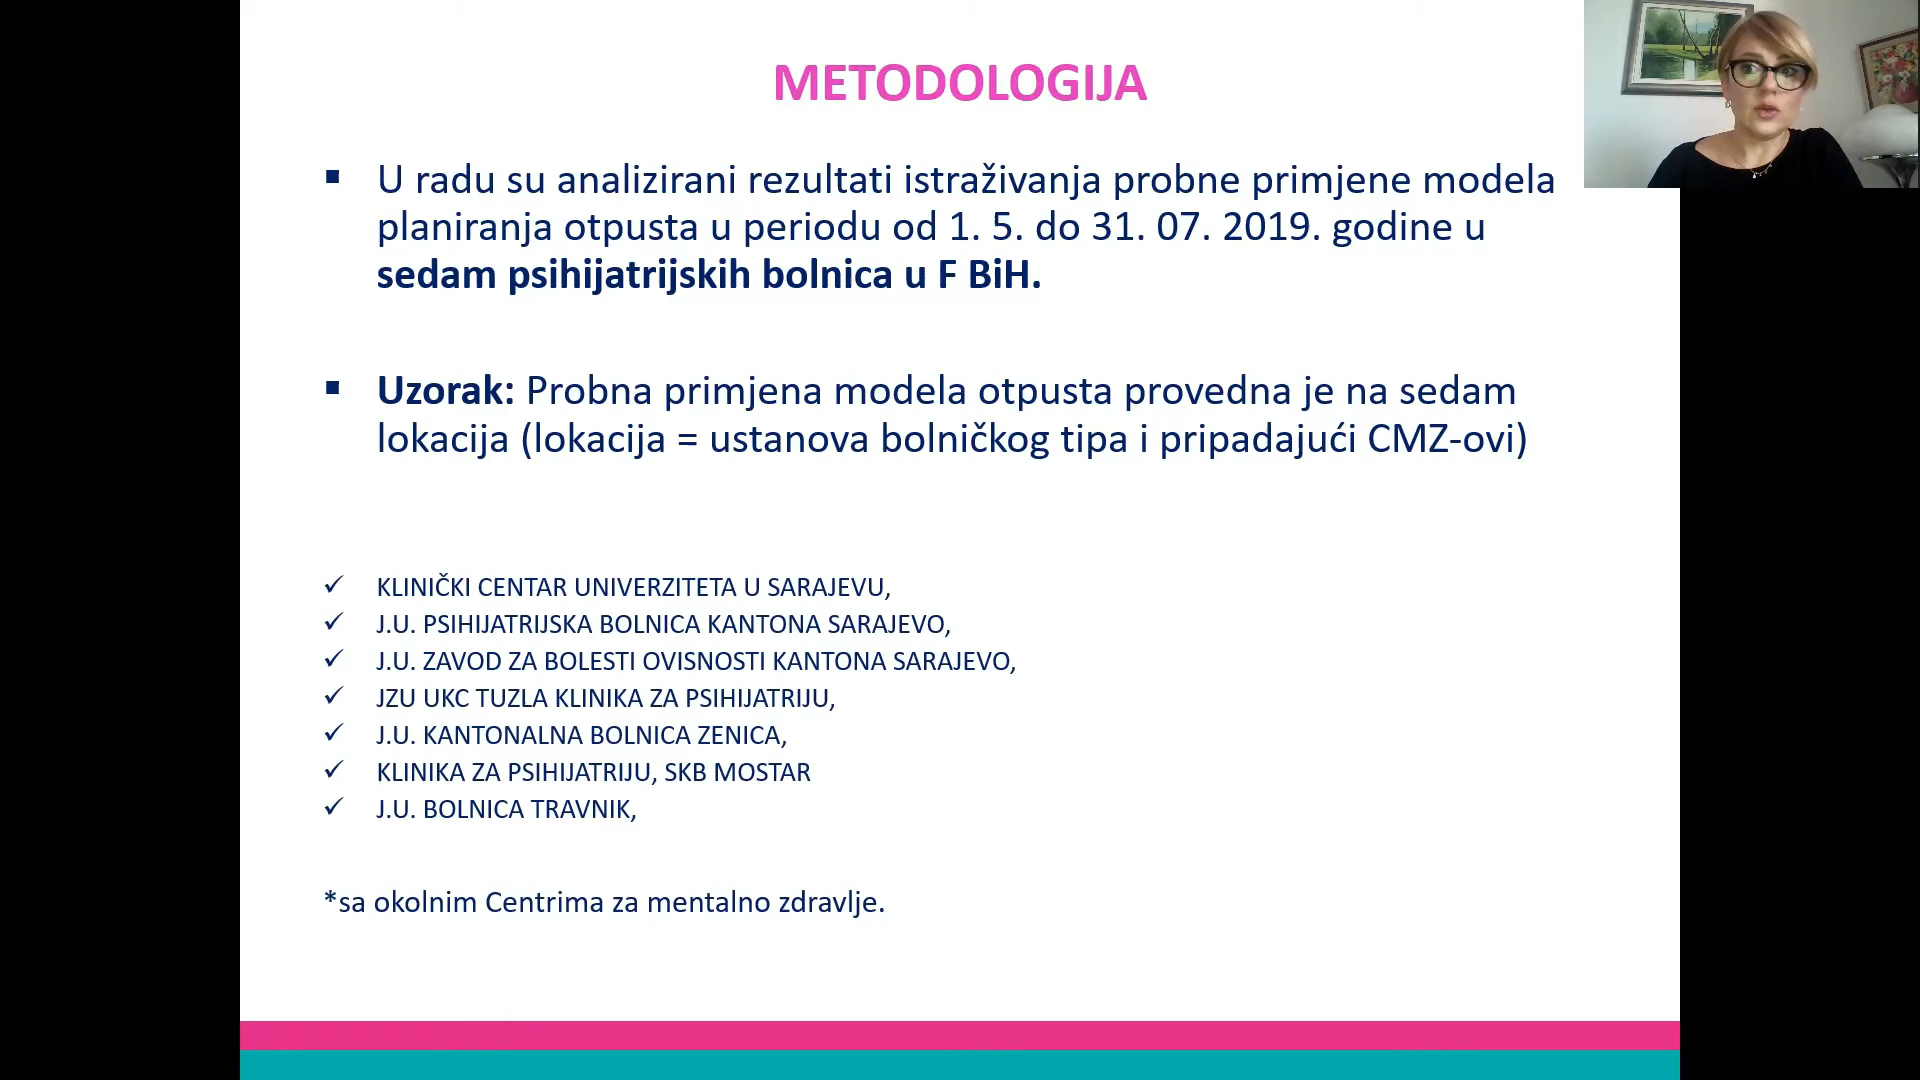 METODOLOGIJA
▪ U radu su analizirani rezultati istraživanja probne primjene modela
planiranja otpusta u periodu od 1. 5. do 31. 07. 2019. godine u
sedam psihijatrijskih bolnica u F BiH.
▪ Uzorak: Probna primjena modela otpusta provedna je na sedam
lokacija (lokacija = ustanova bolničkog tipa i pripadajući CMZ-ovi)
✓ KLINIČKI CENTAR UNIVERZITETA U SARAJEVU,
✓ J.U. PSIHIJATRIJSKA BOLNICA KANTONA SARAJEVO,
✓ J.U. ZAVOD ZA BOLESTI OVISNOSTI KANTONA SARAJEVO,
✓ JZU UKC TUZLA KLINIKA ZA PSIHIJATRIJU,
✓ J.U. KANTONALNA BOLNICA ZENICA,
✓ KLINIKA ZA PSIHIJATRIJU, SKB MOSTAR
✓ J.U. BOLNICA TRAVNIK,
*sa okolnim Centrima za mentalno zdravlje.